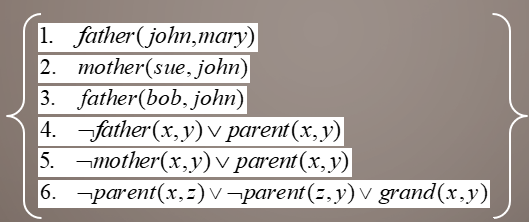 1. father(john,mary)
2. mother(sue, john)
3. father(bob, john)
4. ¬father(x,y)∨parent(x,y)
5. ¬mother(x,y)∨parent(x,y)
6. ¬parent(x,z)∨¬parent(z,y)∨grand(x,y)